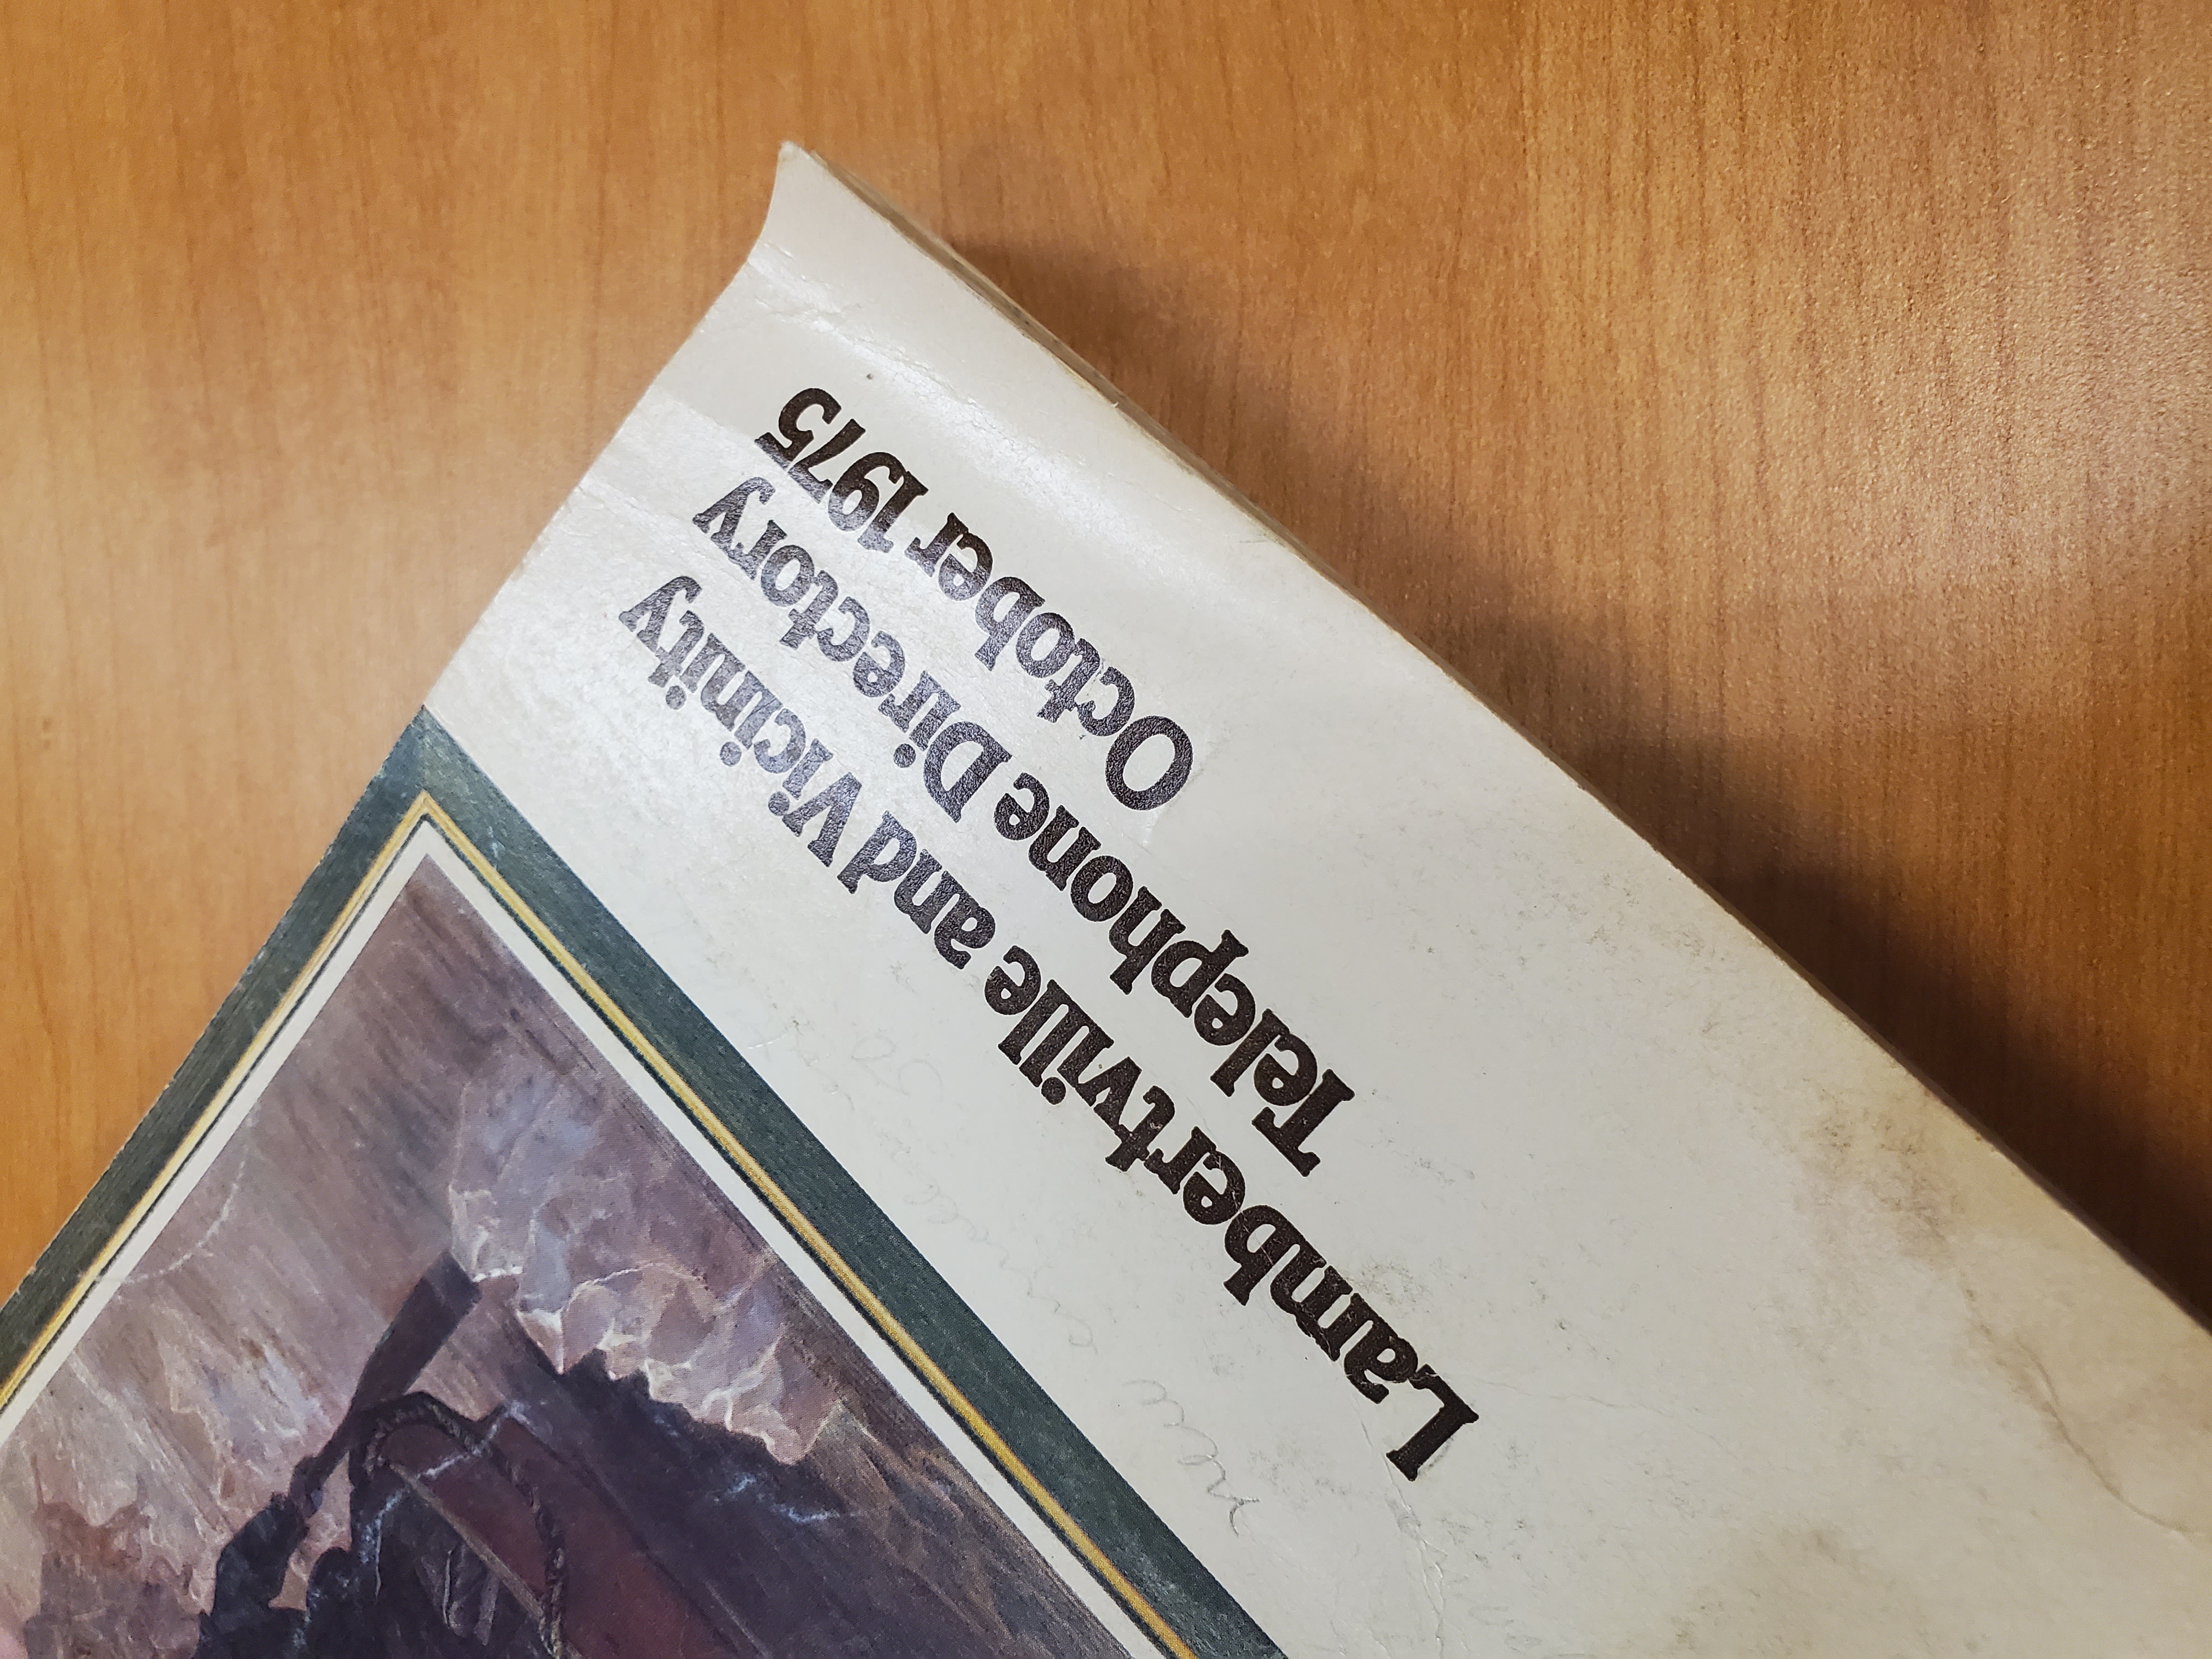 Lambertville and Vicinity
Telephone Directory
October 1975